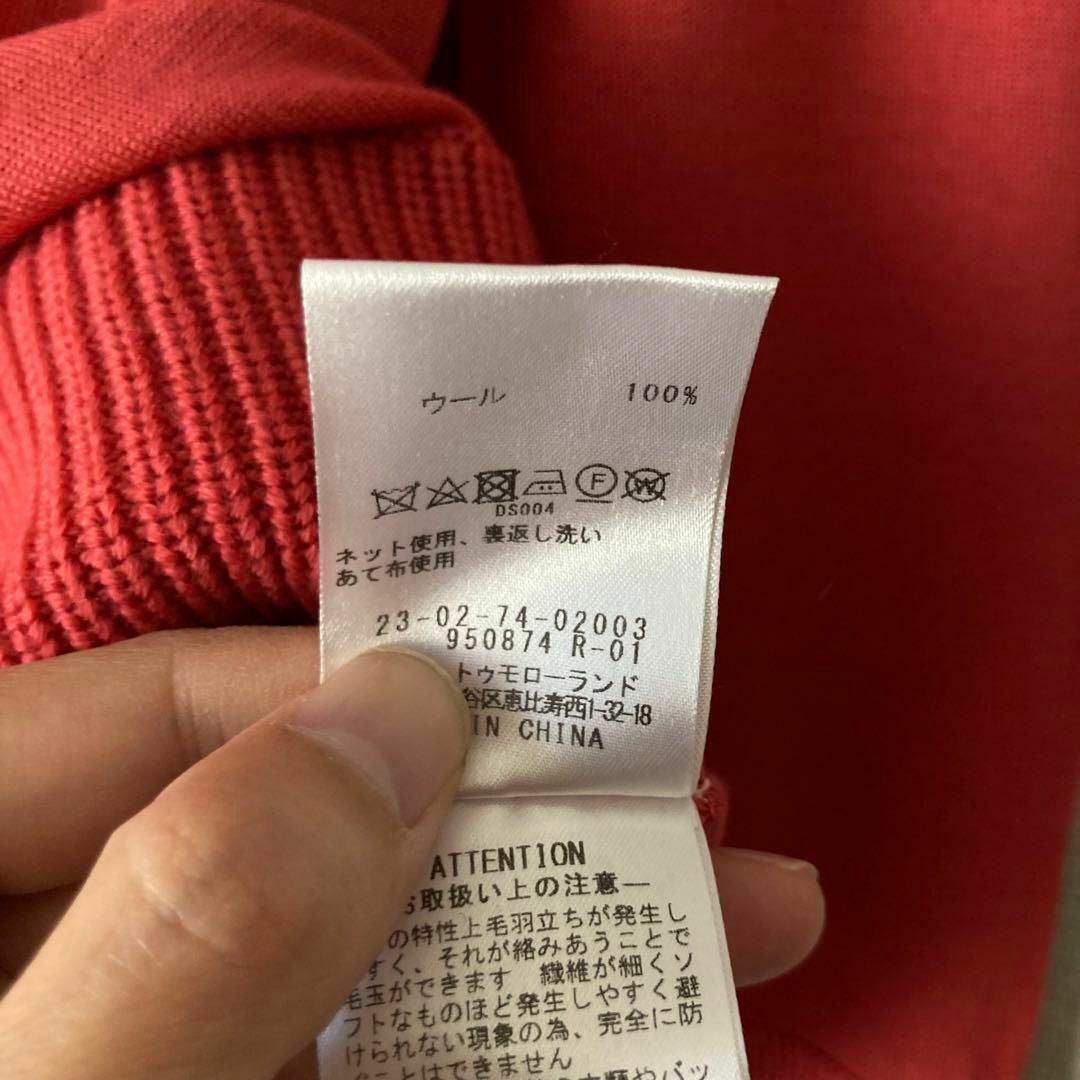 ウール 100%
F W
DS004
ネット使用、裏返し洗い
あて布使用
23-02-74-02003
950874 R-01
トゥモローランド
谷区恵比寿西1-32-18
IN CHINA
ATTENTION
取扱い上の注意—
の特性上毛羽立ちが発生し
すく、それが絡みあうことで
毛玉ができます 繊維が細くソ
フトなものほど発生しやすく避
けられない現象の為、完全に防
ぐことはできません